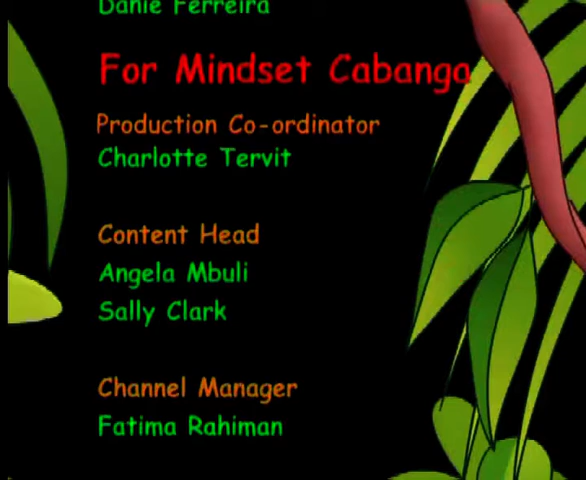 Danie Ferreira
For Mindset Cabanga
Production Co-ordinator
Charlotte Tervit
Content Head
Angela Mbuli
Sally Clark
Channel Manager
Fatima Rahiman